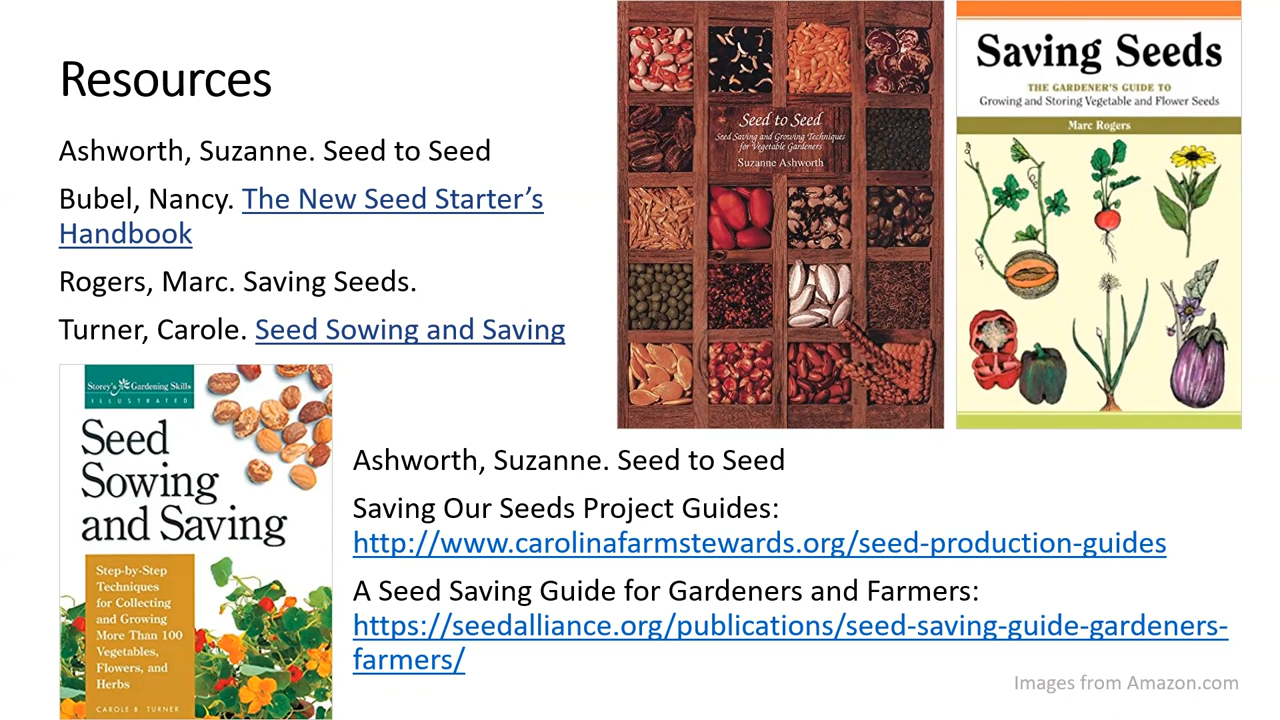 Resources
Ashworth, Suzanne. Seed to Seed
Bubel, Nancy. The New Seed Starter’s
Handbook
Rogers, Marc. Saving Seeds.
Turner, Carole. Seed Sowing and Saving
Seed to Seed
Seed Saving and Growing Techniques
for Vegetable Gardeners
Suzanne Ashworth
Saving Seeds
THE GARDENER'S GUIDE TO
Growing and Storing Vegetable and Flower Seeds
Marc Rogers
Storey's Gardening Skills
ILLUSTRATED
Seed
Sowing
and Saving
Step-by-Step
Techniques
for Collecting
and Growing
More Than 100
Vegetables,
Flowers, and
Herbs
CAROLE B. TURNER
Ashworth, Suzanne. Seed to Seed
Saving Our Seeds Project Guides:
http://www.carolinafarmstewards.org/seed-production-guides
A Seed Saving Guide for Gardeners and Farmers:
https://seedalliance.org/publications/seed-saving-guide-gardeners-
farmers/
Images from Amazon.com